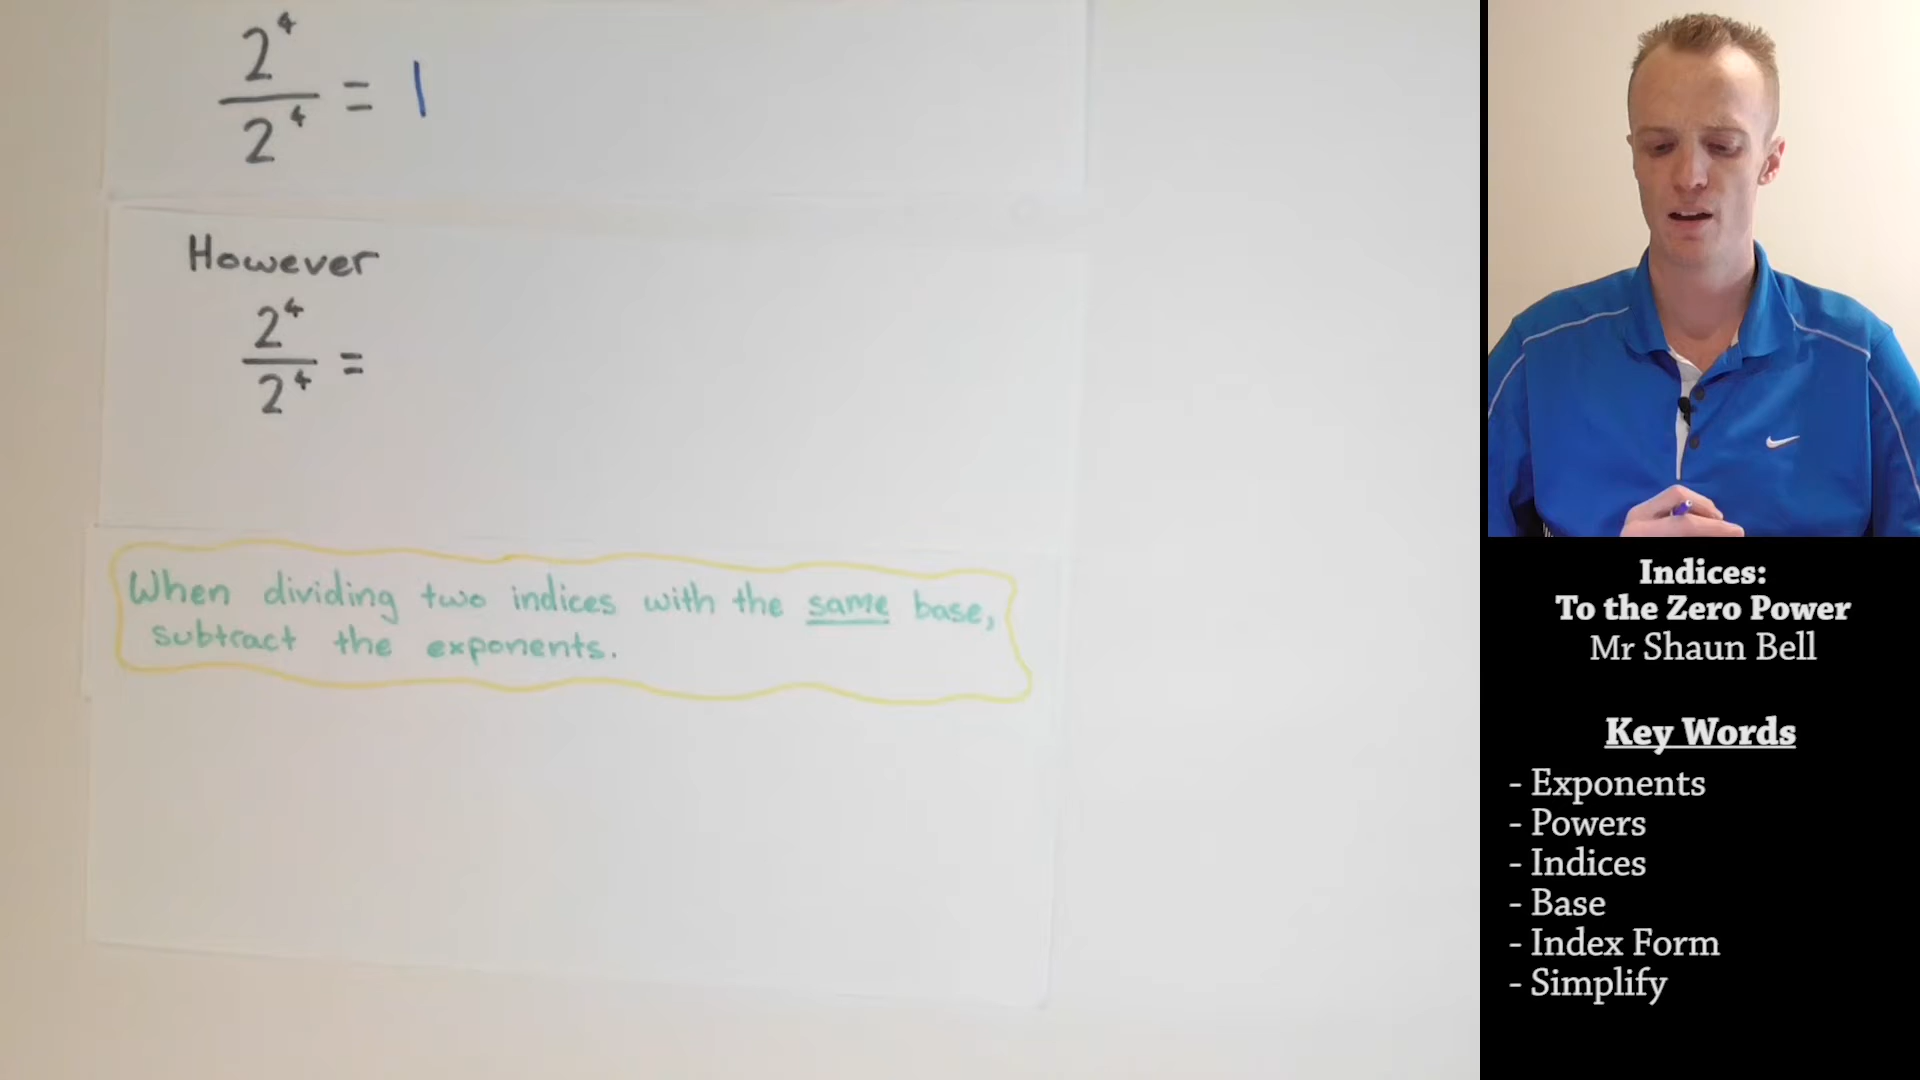 2⁴
— = 1
2⁴
However
2⁴
— =
2⁴
When dividing two indices with the same base,
subtract the exponents.
Indices:
To the Zero Power
Mr Shaun Bell
Key Words
- Exponents
- Powers
- Indices
- Base
- Index Form
- Simplify